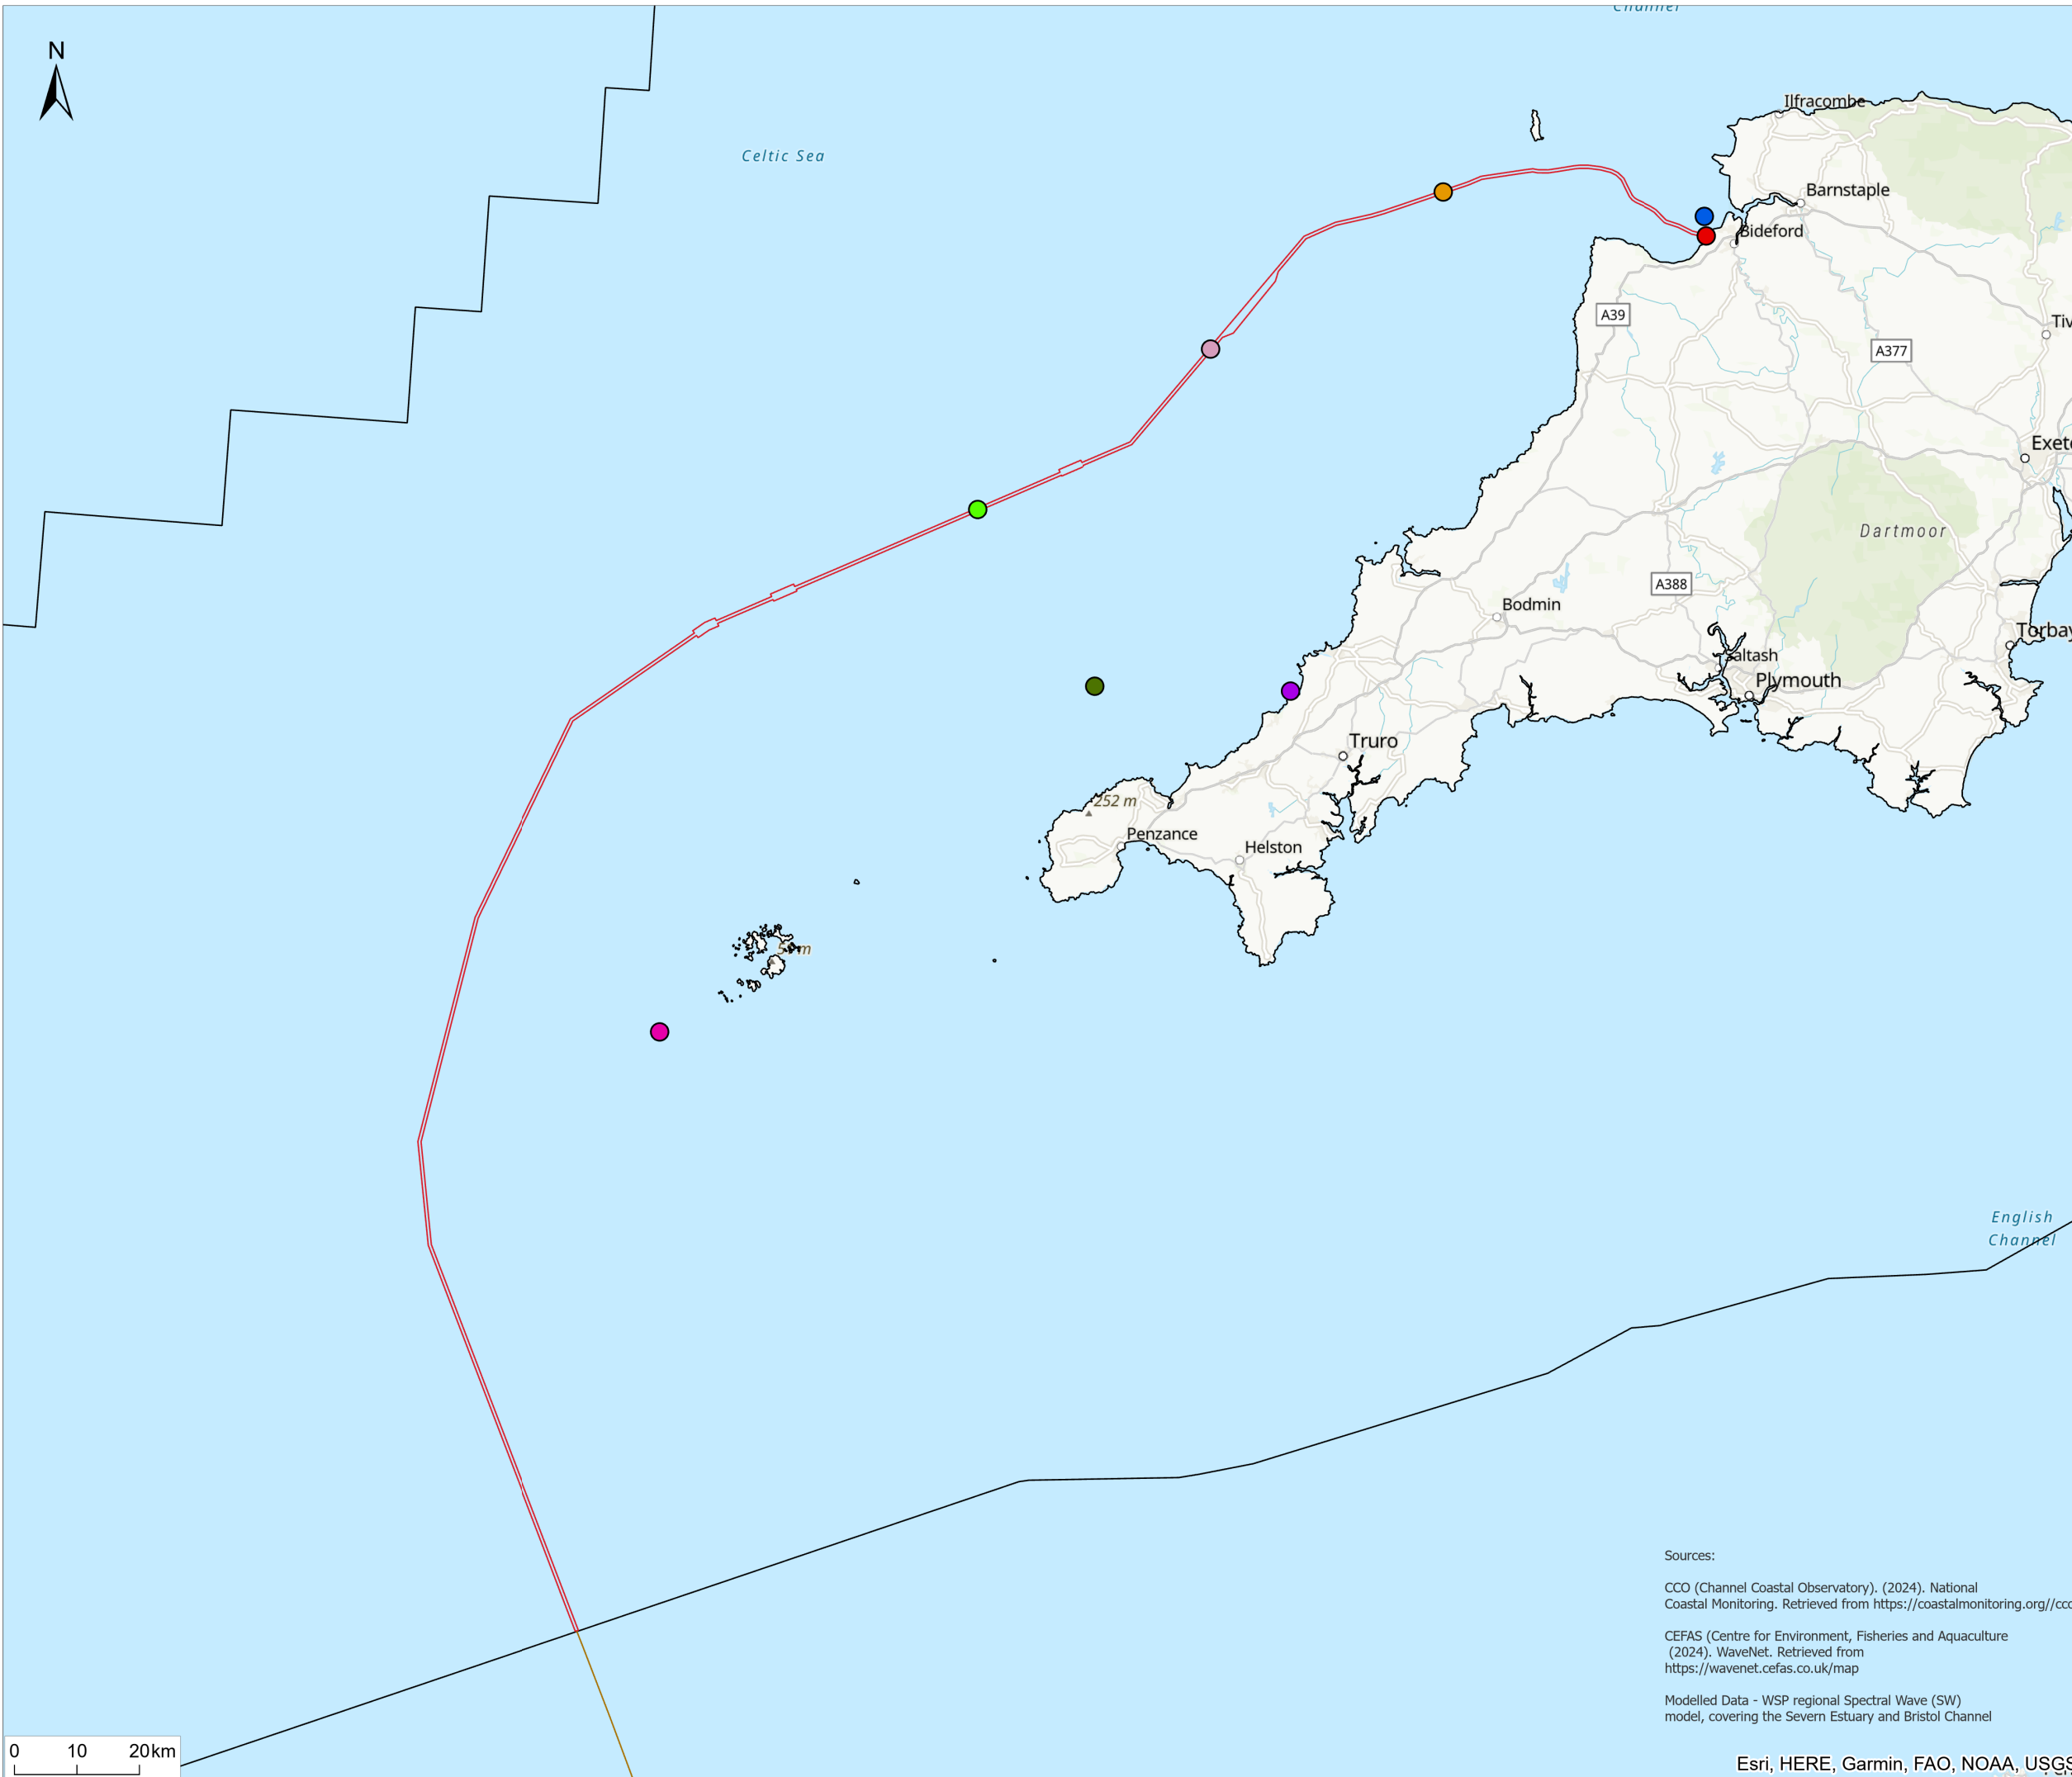 Channel
N
Ilfracombe
Celtic Sea
Barnstaple
Bideford
A39
Tiv
A377
Exete
Dartmoor
A388
Bodmin
Torbay
Saltash
Plymouth
Truro
252 m
Penzance
Helston
English
Channel
Sources:
CCO (Channel Coastal Observatory). (2024). National
Coastal Monitoring. Retrieved from https://coastalmonitoring.org//cco
CEFAS (Centre for Environment, Fisheries and Aquaculture
(2024). WaveNet. Retrieved from
https://wavenet.cefas.co.uk/map
Modelled Data - WSP regional Spectral Wave (SW)
model, covering the Severn Estuary and Bristol Channel
0 10 20km
Esri, HERE, Garmin, FAO, NOAA, USGS